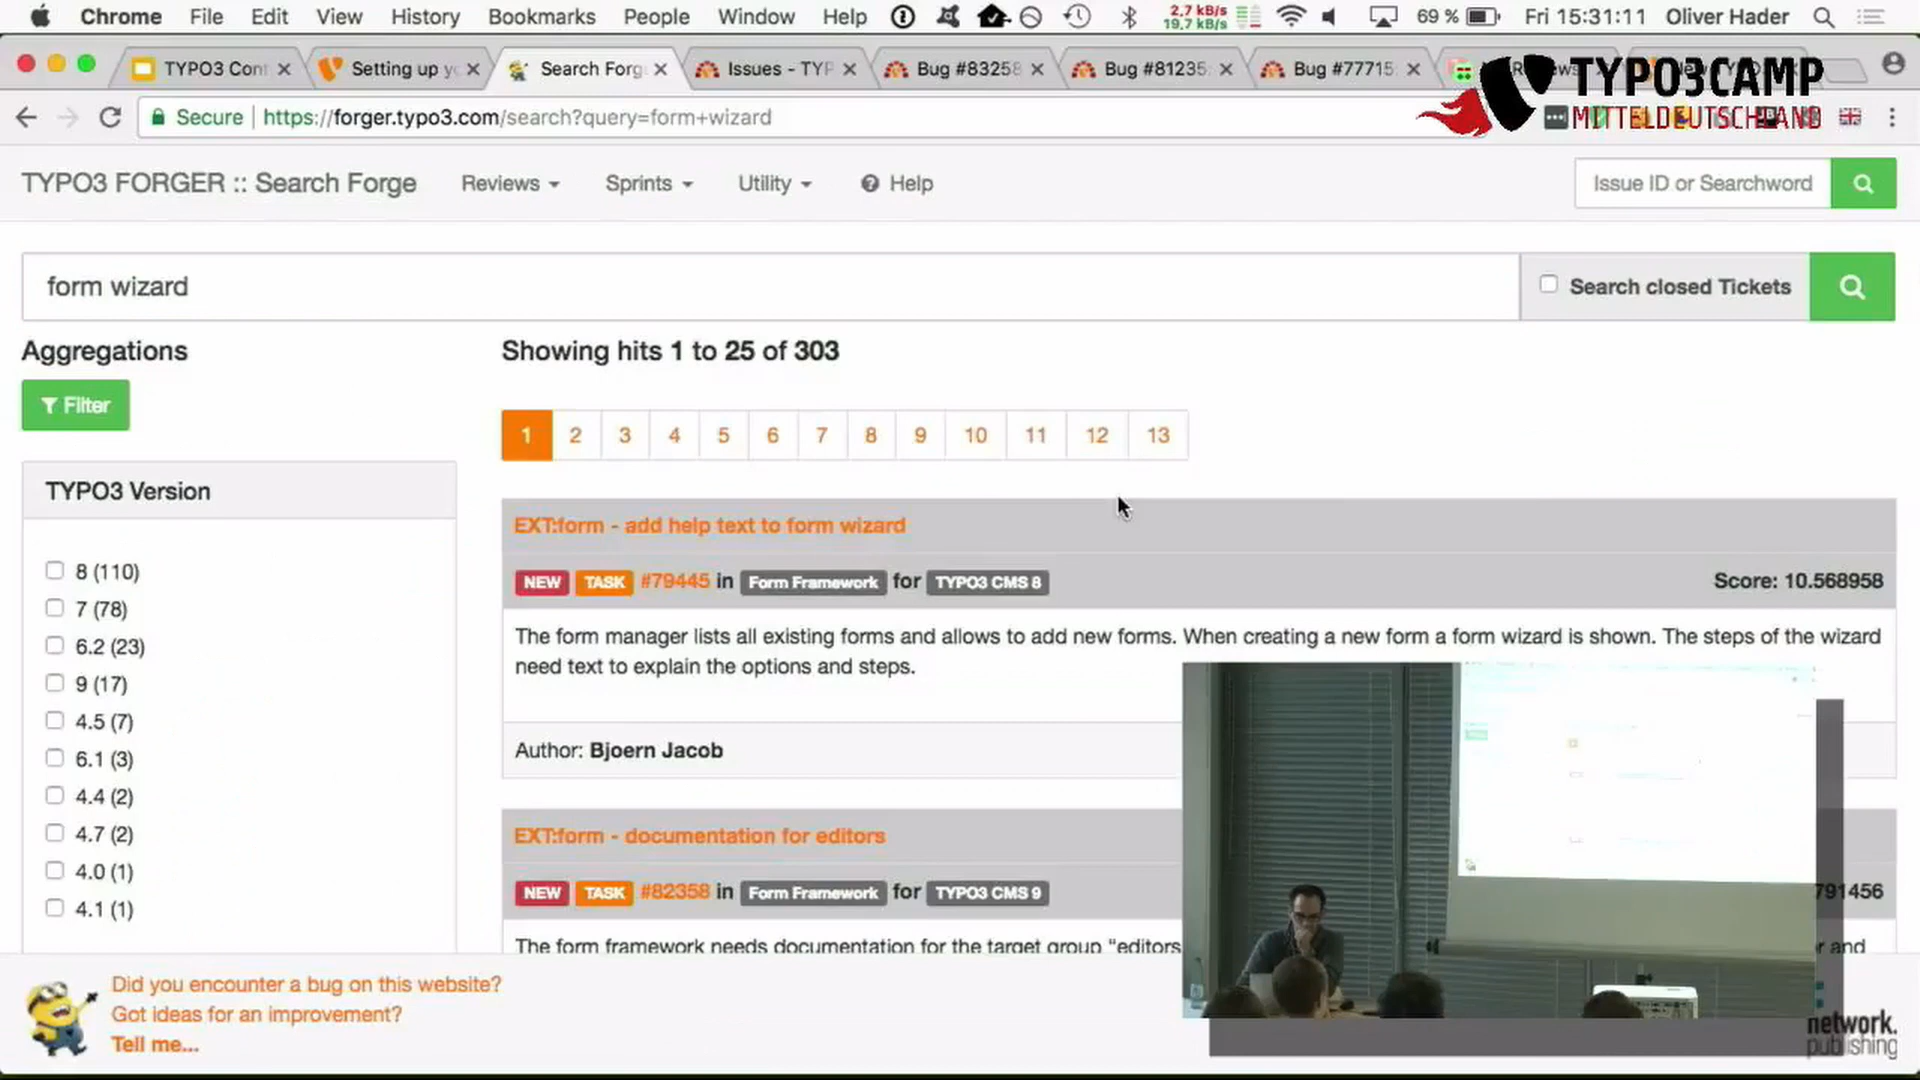 Chrome File Edit View History Bookmarks People Window Help 2,7 kB/s 19,7 kB/s 69 % Fri 15:31:11 Oliver Hader
TYPO3 Cont Setting up yo Search Forg Issues - TYP Bug #83258 Bug #81235: Bug #77715:
TYPO3CAMP
MITTELDEUTSCHLAND
Secure https://forger.typo3.com/search?query=form+wizard
TYPO3 FORGER :: Search Forge Reviews Sprints Utility Help Issue ID or Searchword
form wizard Search closed Tickets
Aggregations
Showing hits 1 to 25 of 303
Filter
1 2 3 4 5 6 7 8 9 10 11 12 13
TYPO3 Version
8 (110)
7 (78)
6.2 (23)
9 (17)
4.5 (7)
6.1 (3)
4.4 (2)
4.7 (2)
4.0 (1)
4.1 (1)
EXT:form - add help text to form wizard
NEW TASK #79445 in Form Framework for TYPO3 CMS 8 Score: 10.568958
The form manager lists all existing forms and allows to add new forms. When creating a new form a form wizard is shown. The steps of the wizard
need text to explain the options and steps.
Author: Bjoern Jacob
EXT:form - documentation for editors
NEW TASK #82358 in Form Framework for TYPO3 CMS 9 791456
The form framework needs documentation for the target group "editors and
Did you encounter a bug on this website?
Got ideas for an improvement?
Tell me...
network.
publishing